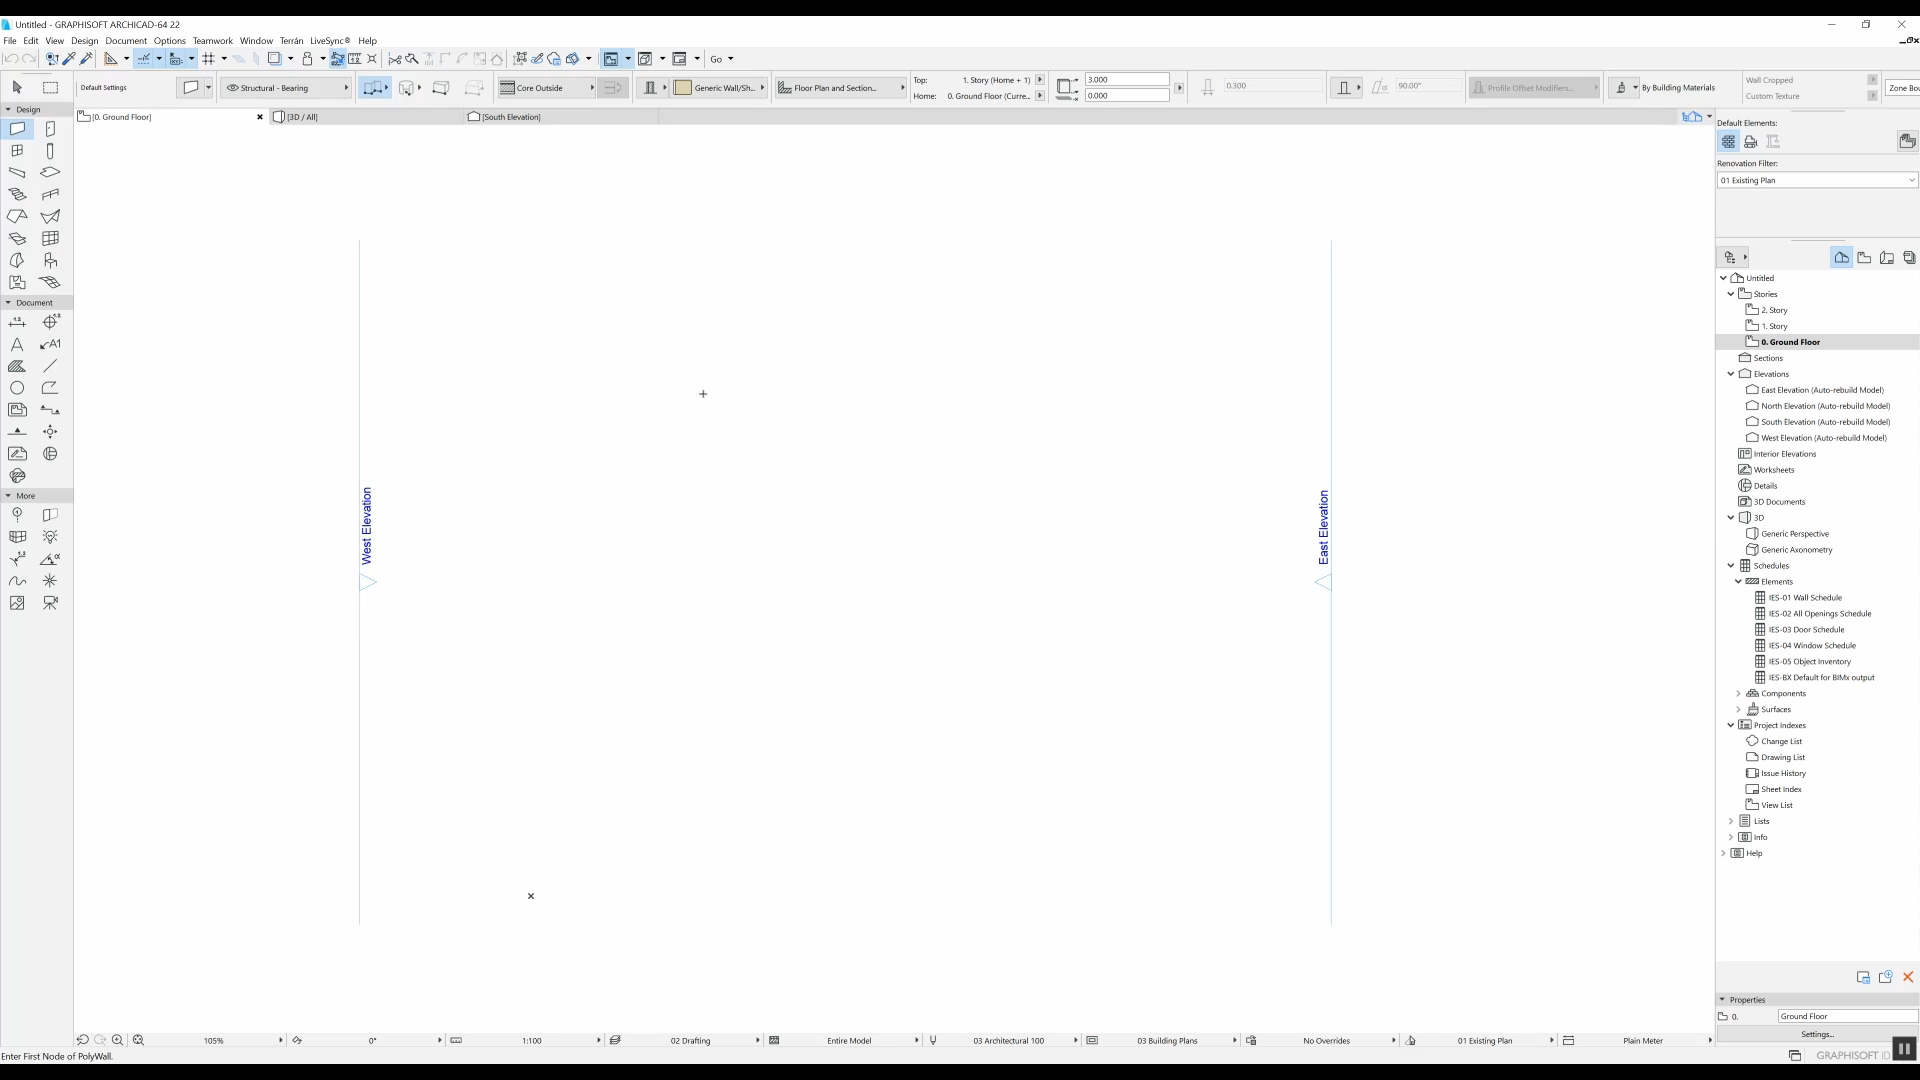 Untitled - GRAPHISOFT ARCHICAD-64 22
File Edit View Design Document Options Teamwork Window Terrán LiveSync® Help
Go
Default Settings
Structural - Bearing
Core Outside
Generic Wall/Sh...
Floor Plan and Section...
Top: 1. Story (Home + 1)
Home: 0. Ground Floor (Curre...
3.000
0.000
0.300
90.00°
Profile Offset Modifiers...
By Building Materials
Wall Cropped
Custom Texture
Zone Bou
Design
[0. Ground Floor]
[3D / All]
[South Elevation]
Default Elements:
Renovation Filter:
01 Existing Plan
Untitled
Stories
2. Story
1. Story
0. Ground Floor
Sections
Elevations
East Elevation (Auto-rebuild Model)
North Elevation (Auto-rebuild Model)
South Elevation (Auto-rebuild Model)
West Elevation (Auto-rebuild Model)
Interior Elevations
Worksheets
Details
3D Documents
3D
Generic Perspective
Generic Axonometry
Schedules
Elements
IES-01 Wall Schedule
IES-02 All Openings Schedule
IES-03 Door Schedule
IES-04 Window Schedule
IES-05 Object Inventory
IES-BX Default for BIMx output
Components
Surfaces
Project Indexes
Change List
Drawing List
Issue History
Sheet Index
View List
Lists
Info
Help
Document
A1
More
West Elevation
East Elevation
Properties
0. Ground Floor
Settings...
105%
0°
1:100
02 Drafting
Entire Model
03 Architectural 100
03 Building Plans
No Overrides
01 Existing Plan
Plain Meter
Enter First Node of PolyWall.
GRAPHISOFT ID